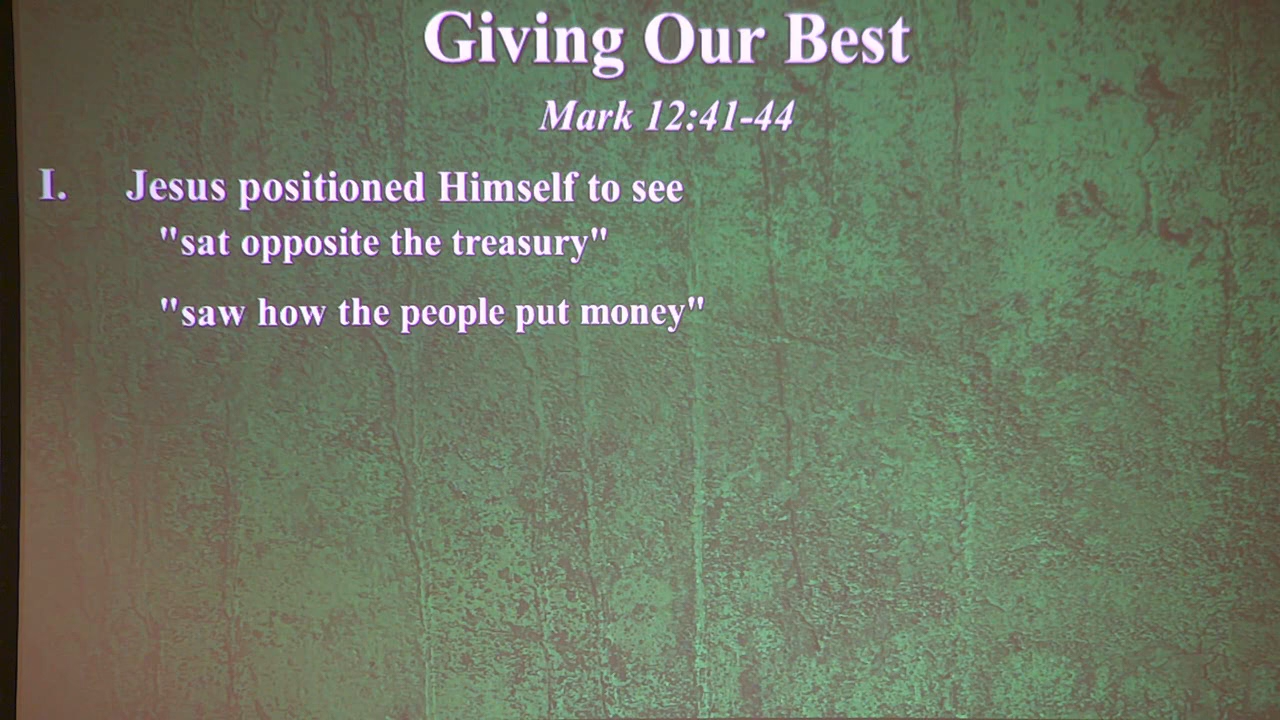 Giving Our Best
Mark 12:41-44
I. Jesus positioned Himself to see
"sat opposite the treasury"
"saw how the people put money"